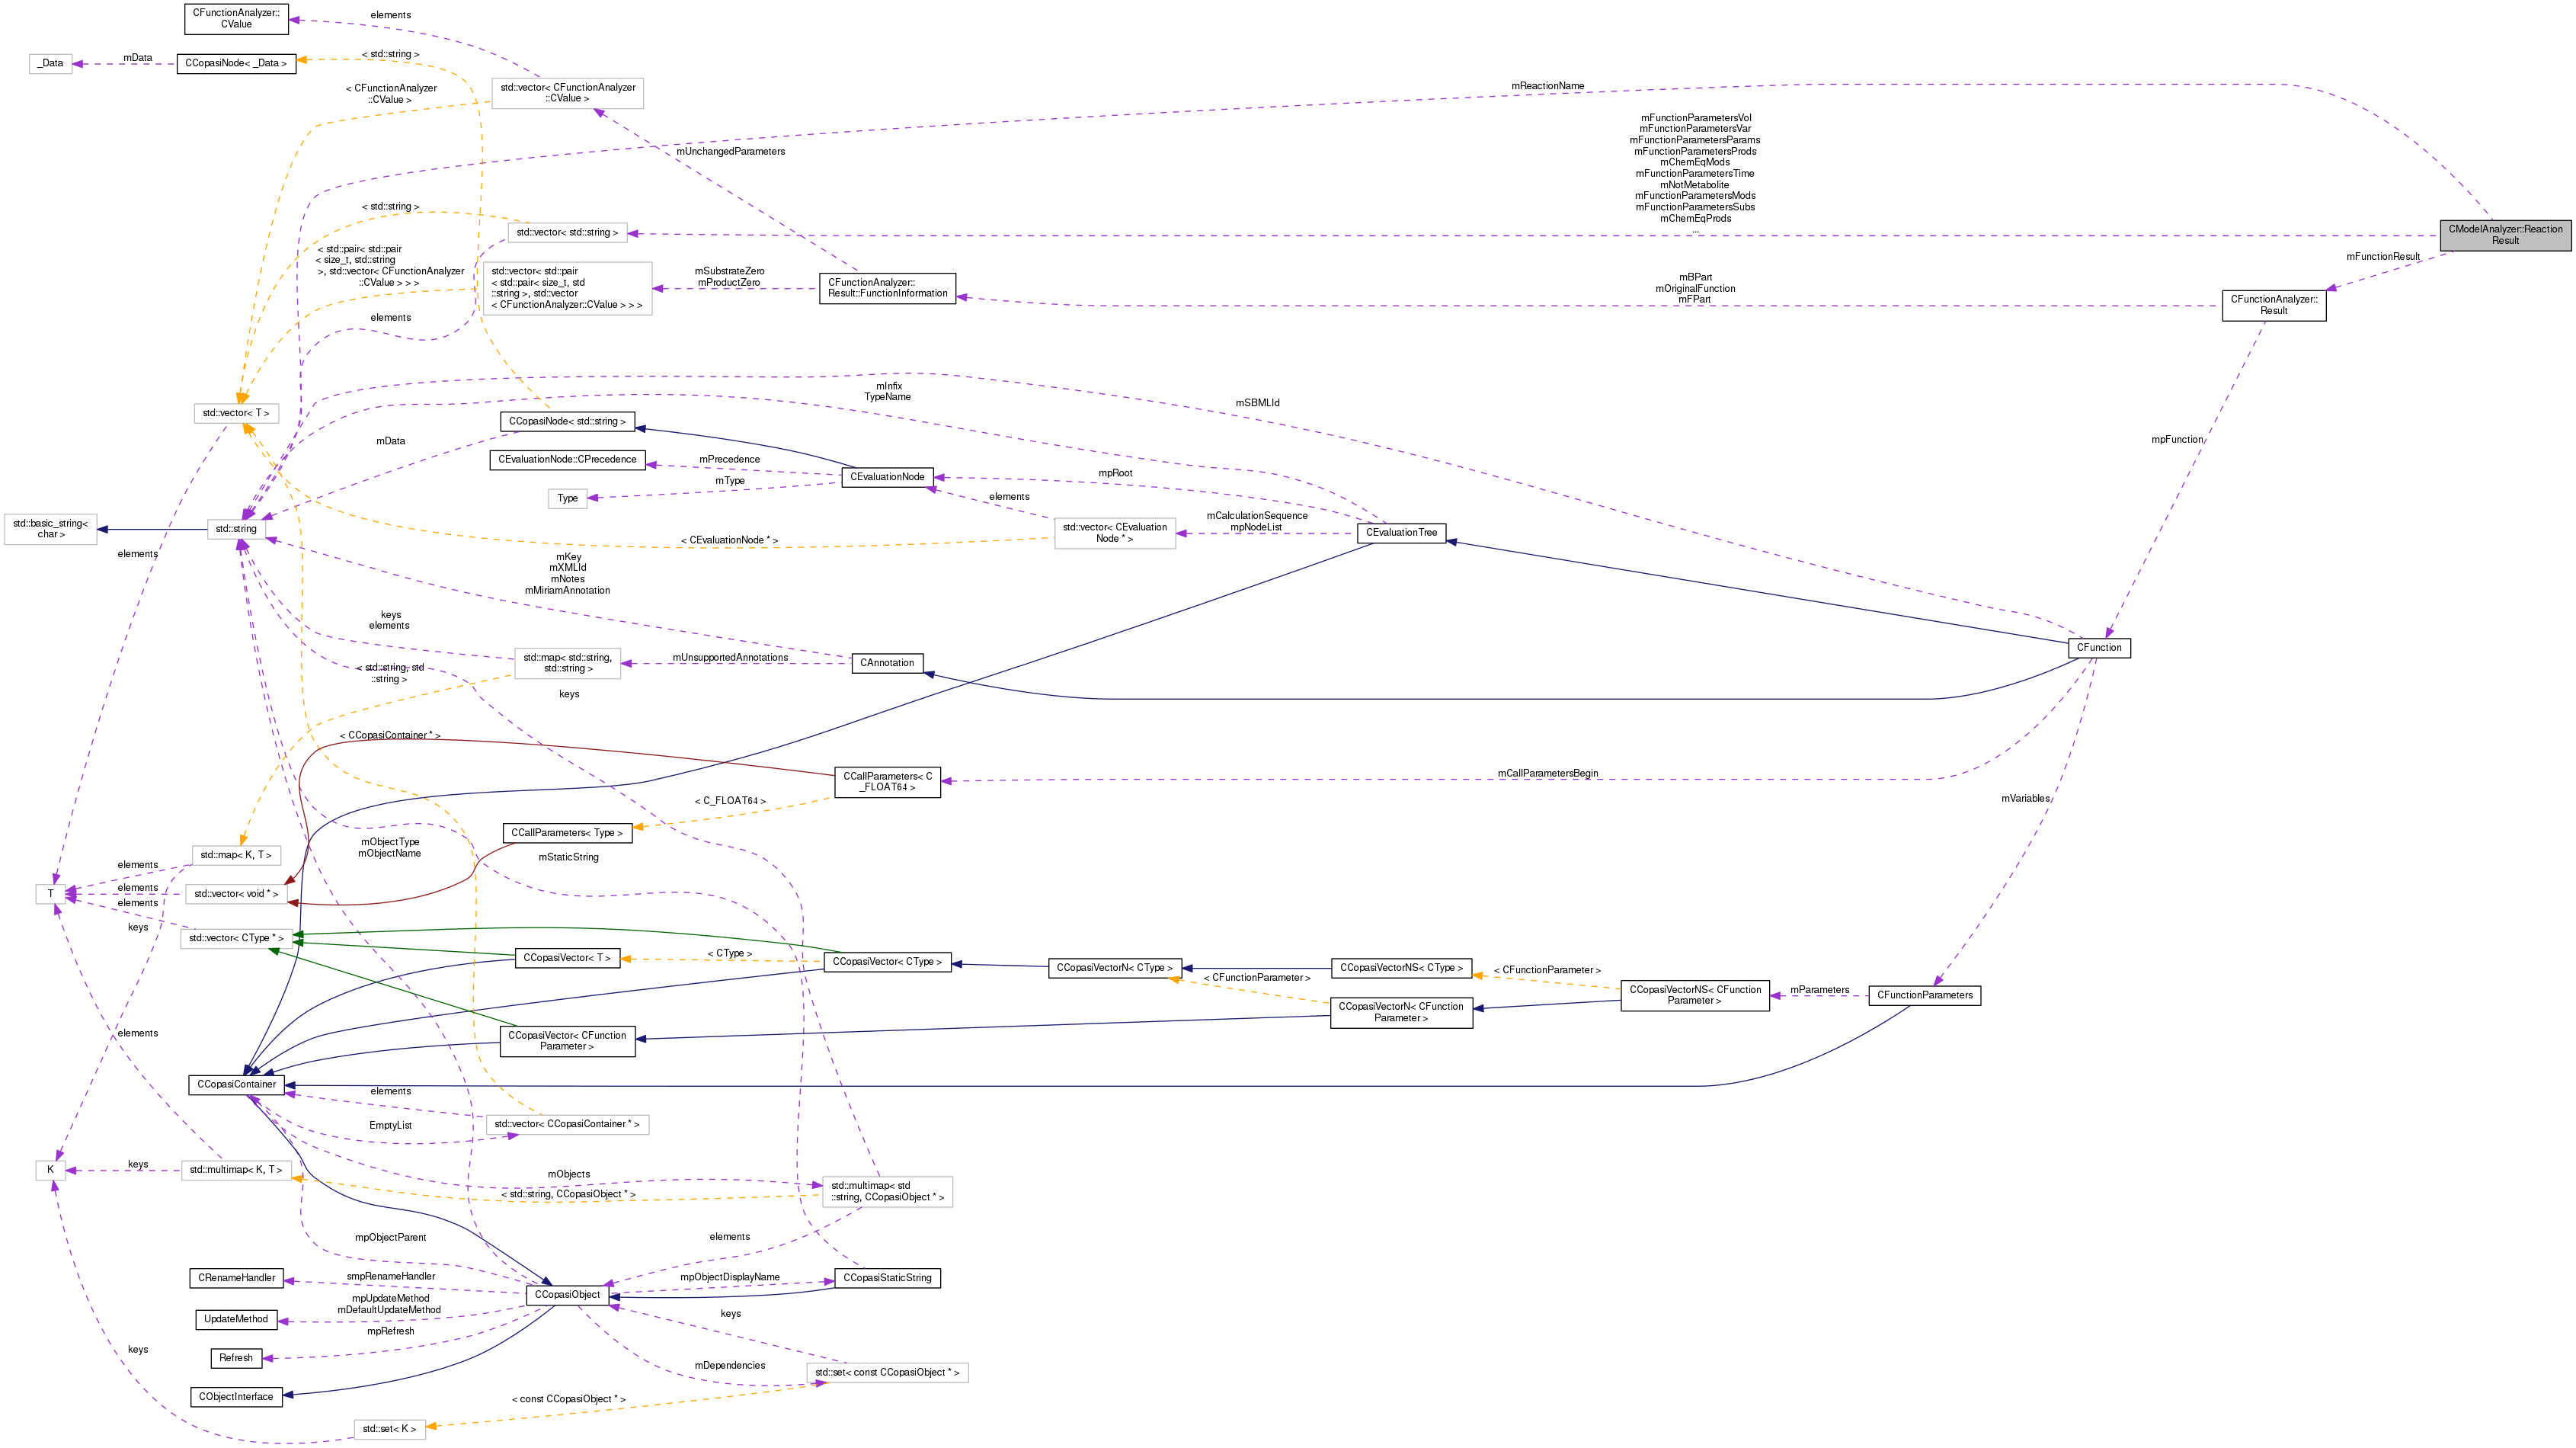 CFunctionAnalyzer::
CValue
elements
_Data
mData
CCopasiNode< _Data >
< std::string >
< CFunctionAnalyzer
::CValue >
std::vector< CFunctionAnalyzer
::CValue >
mReactionName
mUnchangedParameters
mFunctionParametersVol
mFunctionParametersVar
mFunctionParametersParams
mFunctionParametersProds
mChemEqMods
mFunctionParametersTime
mNotMetabolite
mFunctionParametersMods
mFunctionParametersSubs
mChemEqProds
...
< std::string >
std::vector< std::string >
CModelAnalyzer::Reaction
Result
mFunctionResult
< std::pair< std::pair
< size_t, std::string
>, std::vector< CFunctionAnalyzer
::CValue > > >
std::vector< std::pair
< std::pair< size_t, std
::string >, std::vector
< CFunctionAnalyzer::CValue > > >
mSubstrateZero
mProductZero
CFunctionAnalyzer::
Result::FunctionInformation
mBPart
mOriginalFunction
mFPart
CFunctionAnalyzer::
Result
elements
std::vector< T >
mInfix
TypeName
mSBMLId
CCopasiNode< std::string >
mData
mpFunction
CEvaluationNode::CPrecedence
mPrecedence
CEvaluationNode
mpRoot
Type
mType
elements
std::basic_string<
char >
std::string
std::vector< CEvaluation
Node * >
mCalculationSequence
mpNodeList
CEvaluationTree
< CEvaluationNode * >
elements
mKey
mXMLId
mNotes
mMiriamAnnotation
keys
elements
std::map< std::string,
std::string >
mUnsupportedAnnotations
CAnnotation
CFunction
< std::string, std
::string >
keys
< CCopasiContainer * >
CCallParameters< C
_FLOAT64 >
mCallParametersBegin
< C_FLOAT64 >
mVariables
CCallParameters< Type >
mObjectType
mObjectName
mStaticString
std::map< K, T >
elements
T
elements
std::vector< void * >
elements
keys
std::vector< CType * >
CCopasiVector< T >
< CType >
CCopasiVector< CType >
CCopasiVectorN< CType >
CCopasiVectorNS< CType >
< CFunctionParameter >
< CFunctionParameter >
CCopasiVectorNS< CFunction
Parameter >
mParameters
CFunctionParameters
CCopasiVectorN< CFunction
Parameter >
elements
CCopasiVector< CFunction
Parameter >
CCopasiContainer
elements
EmptyList
std::vector< CCopasiContainer * >
K
keys
std::multimap< K, T >
mObjects
< std::string, CCopasiObject * >
std::multimap< std
::string, CCopasiObject * >
mpObjectParent
elements
CRenameHandler
smpRenameHandler
mpObjectDisplayName
CCopasiStaticString
CCopasiObject
UpdateMethod
mpUpdateMethod
mDefaultUpdateMethod
keys
mpRefresh
Refresh
keys
mDependencies
std::set< const CCopasiObject * >
CObjectInterface
< const CCopasiObject * >
std::set< K >